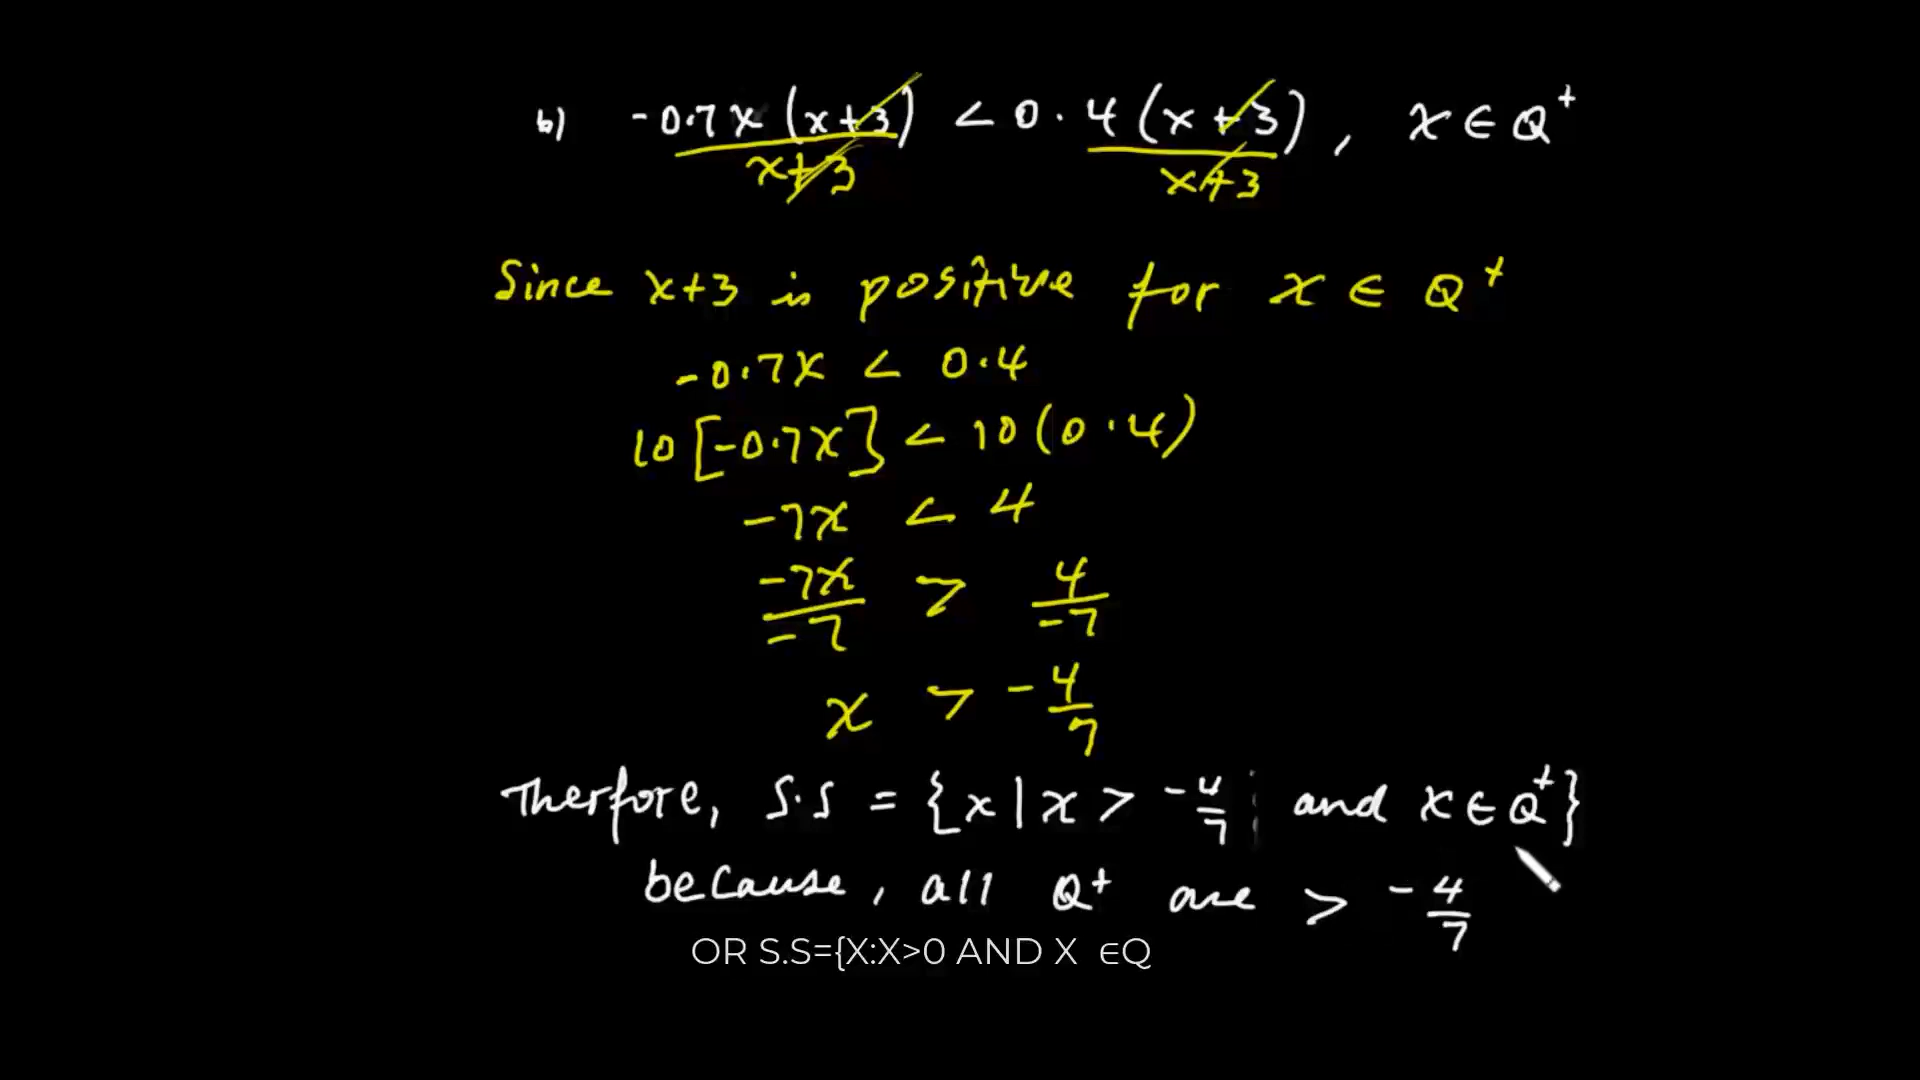 b) -0.7x (x+3) / x+3 < 0.4 (x+3) / x+3 , x ∈ Q⁺
Since x+3 is positive for x ∈ Q⁺
-0.7x < 0.4
10 [-0.7x] < 10 (0.4)
-7x < 4
-7x / -7 > 4 / -7
x > -4/7
Therfore, S.S = {x | x > -4/7 and x ∈ Q⁺}
because, all Q⁺ are > -4/7
OR S.S={X:X>0 AND X ∈Q